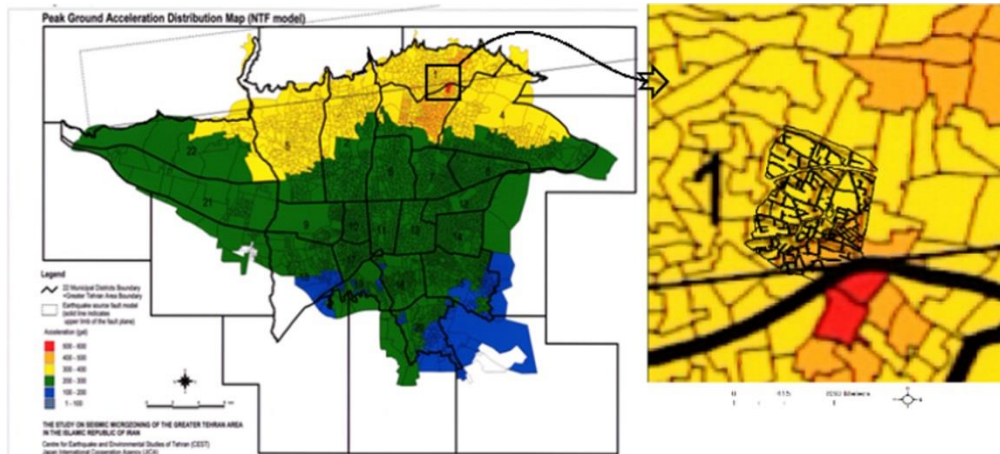 Peak Ground Acceleration Distribution Map (NTF model)
1
4
5
22
21
9
1
Legend
22 Municipal Districts Boundary
+Greater Tehran Area Boundary
Earthquake source fault model
(solid line indicates
upper limb of the fault plane)
Acceleration (gal)
500 - 600
400 - 500
300 - 400
200 - 300
100 - 200
1 - 100
THE STUDY ON SEISMIC MICROZONING OF THE GREATER TEHRAN AREA
IN THE ISLAMIC REPUBLIC OF IRAN
Centre for Earthquake and Environmental Studies of Tehran (CEST)
Japan International Cooperation Agency (JICA)